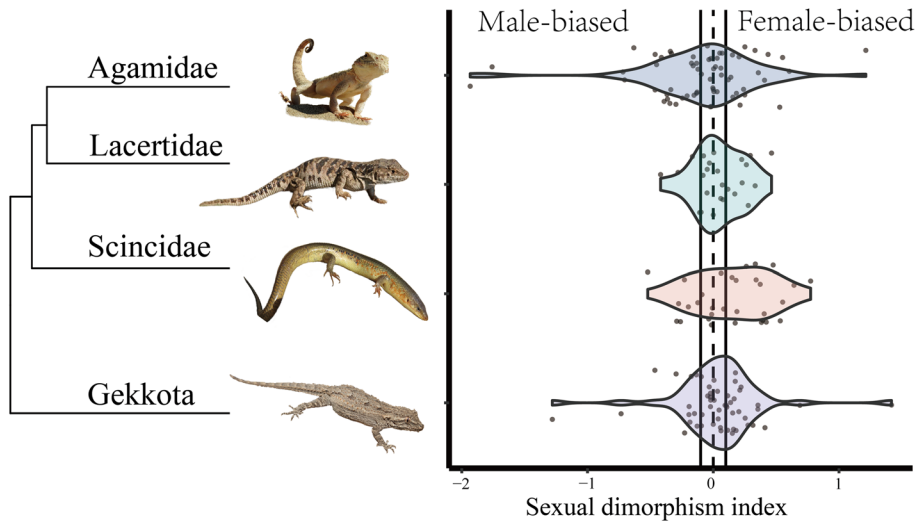 Male-biased
Female-biased
Agamidae
Lacertidae
Scincidae
Gekkota
−2
−1
0
1
Sexual dimorphism index